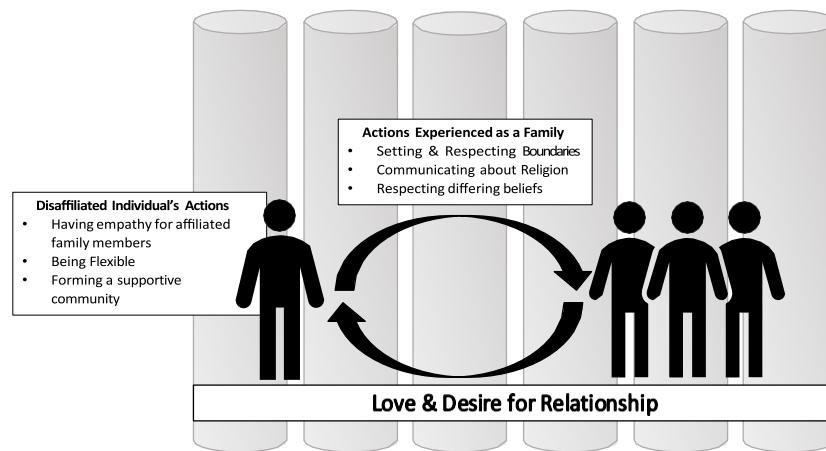 Actions Experienced as a Family
• Setting & Respecting Boundaries
• Communicating about Religion
• Respecting differing beliefs
Disaffiliated Individual's Actions
• Having empathy for affiliated
family members
• Being Flexible
• Forming a supportive
community
Love & Desire for Relationship